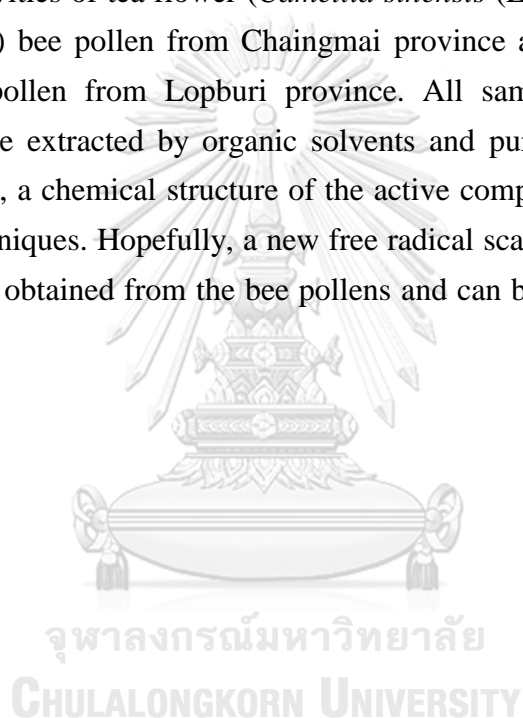 vities of tea flower (Camellia sinensis (L
) bee pollen from Chaingmai province a
pollen from Lopburi province. All sam
e extracted by organic solvents and pu
, a chemical structure of the active comp
niques. Hopefully, a new free radical sca
obtained from the bee pollens and can b
จุฬาลงกรณ์มหาวิทยาลัย
CHULALONGKORN UNIVERSITY